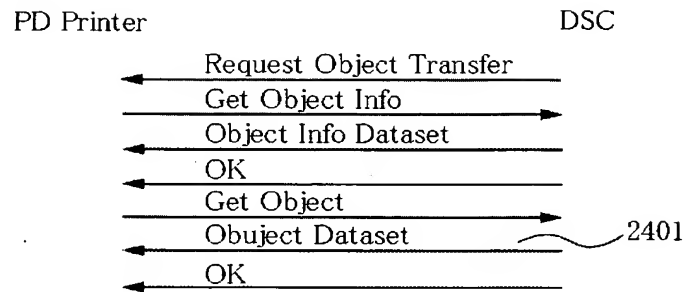 PD Printer DSC
Request Object Transfer
Get Object Info
Object Info Dataset
OK
Get Object
Obuject Dataset
2401
OK